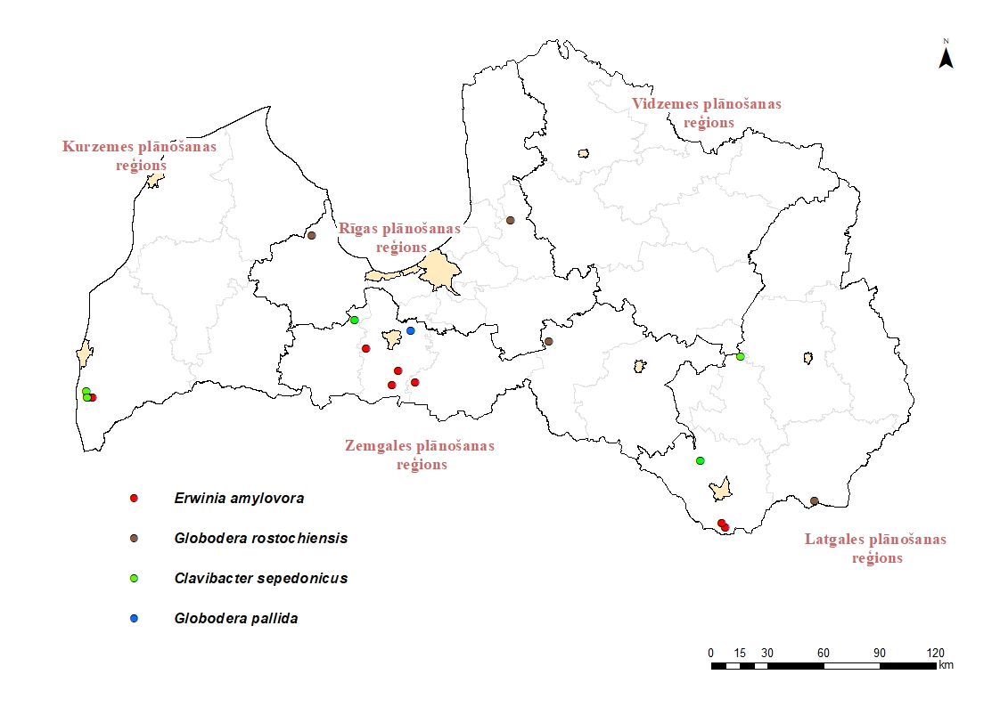 N
Vidzemes plānošanas
reģions
Kurzemes plānošanas
reģions
Rīgas plānošanas
reģions
Zemgales plānošanas
reģions
Erwinia amylovora
Globodera rostochiensis
Clavibacter sepedonicus
Globodera pallida
Latgales plānošanas
reģions
0 15 30 60 90 120
km